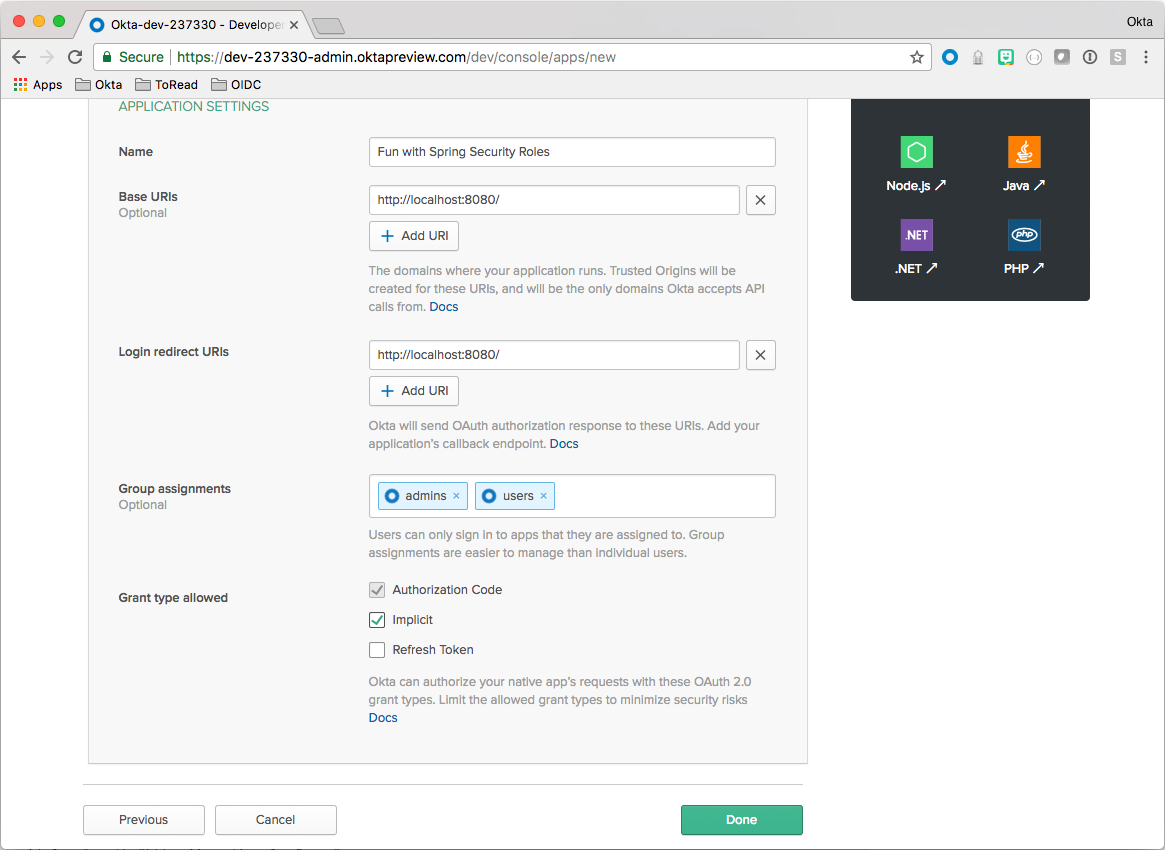 Okta-dev-237330 - Develope
Okta
Secure https://dev-237330-admin.oktapreview.com/dev/console/apps/new
S
Apps Okta ToRead OIDC
APPLICATION SETTINGS
Name
Fun with Spring Security Roles
Base URIs
Optional
http://localhost:8080/
Add URI
The domains where your application runs. Trusted Origins will be
created for these URIs, and will be the only domains Okta accepts API
calls from. Docs
Login redirect URIs
http://localhost:8080/
Add URI
Okta will send OAuth authorization response to these URIs. Add your
application's callback endpoint. Docs
Group assignments
Optional
admins × users ×
Users can only sign in to apps that they are assigned to. Group
assignments are easier to manage than individual users.
Grant type allowed
Authorization Code
Implicit
Refresh Token
Okta can authorize your native app's requests with these OAuth 2.0
grant types. Limit the allowed grant types to minimize security risks
Docs
Previous Cancel Done
Node.js Java
.NET php
.NET PHP